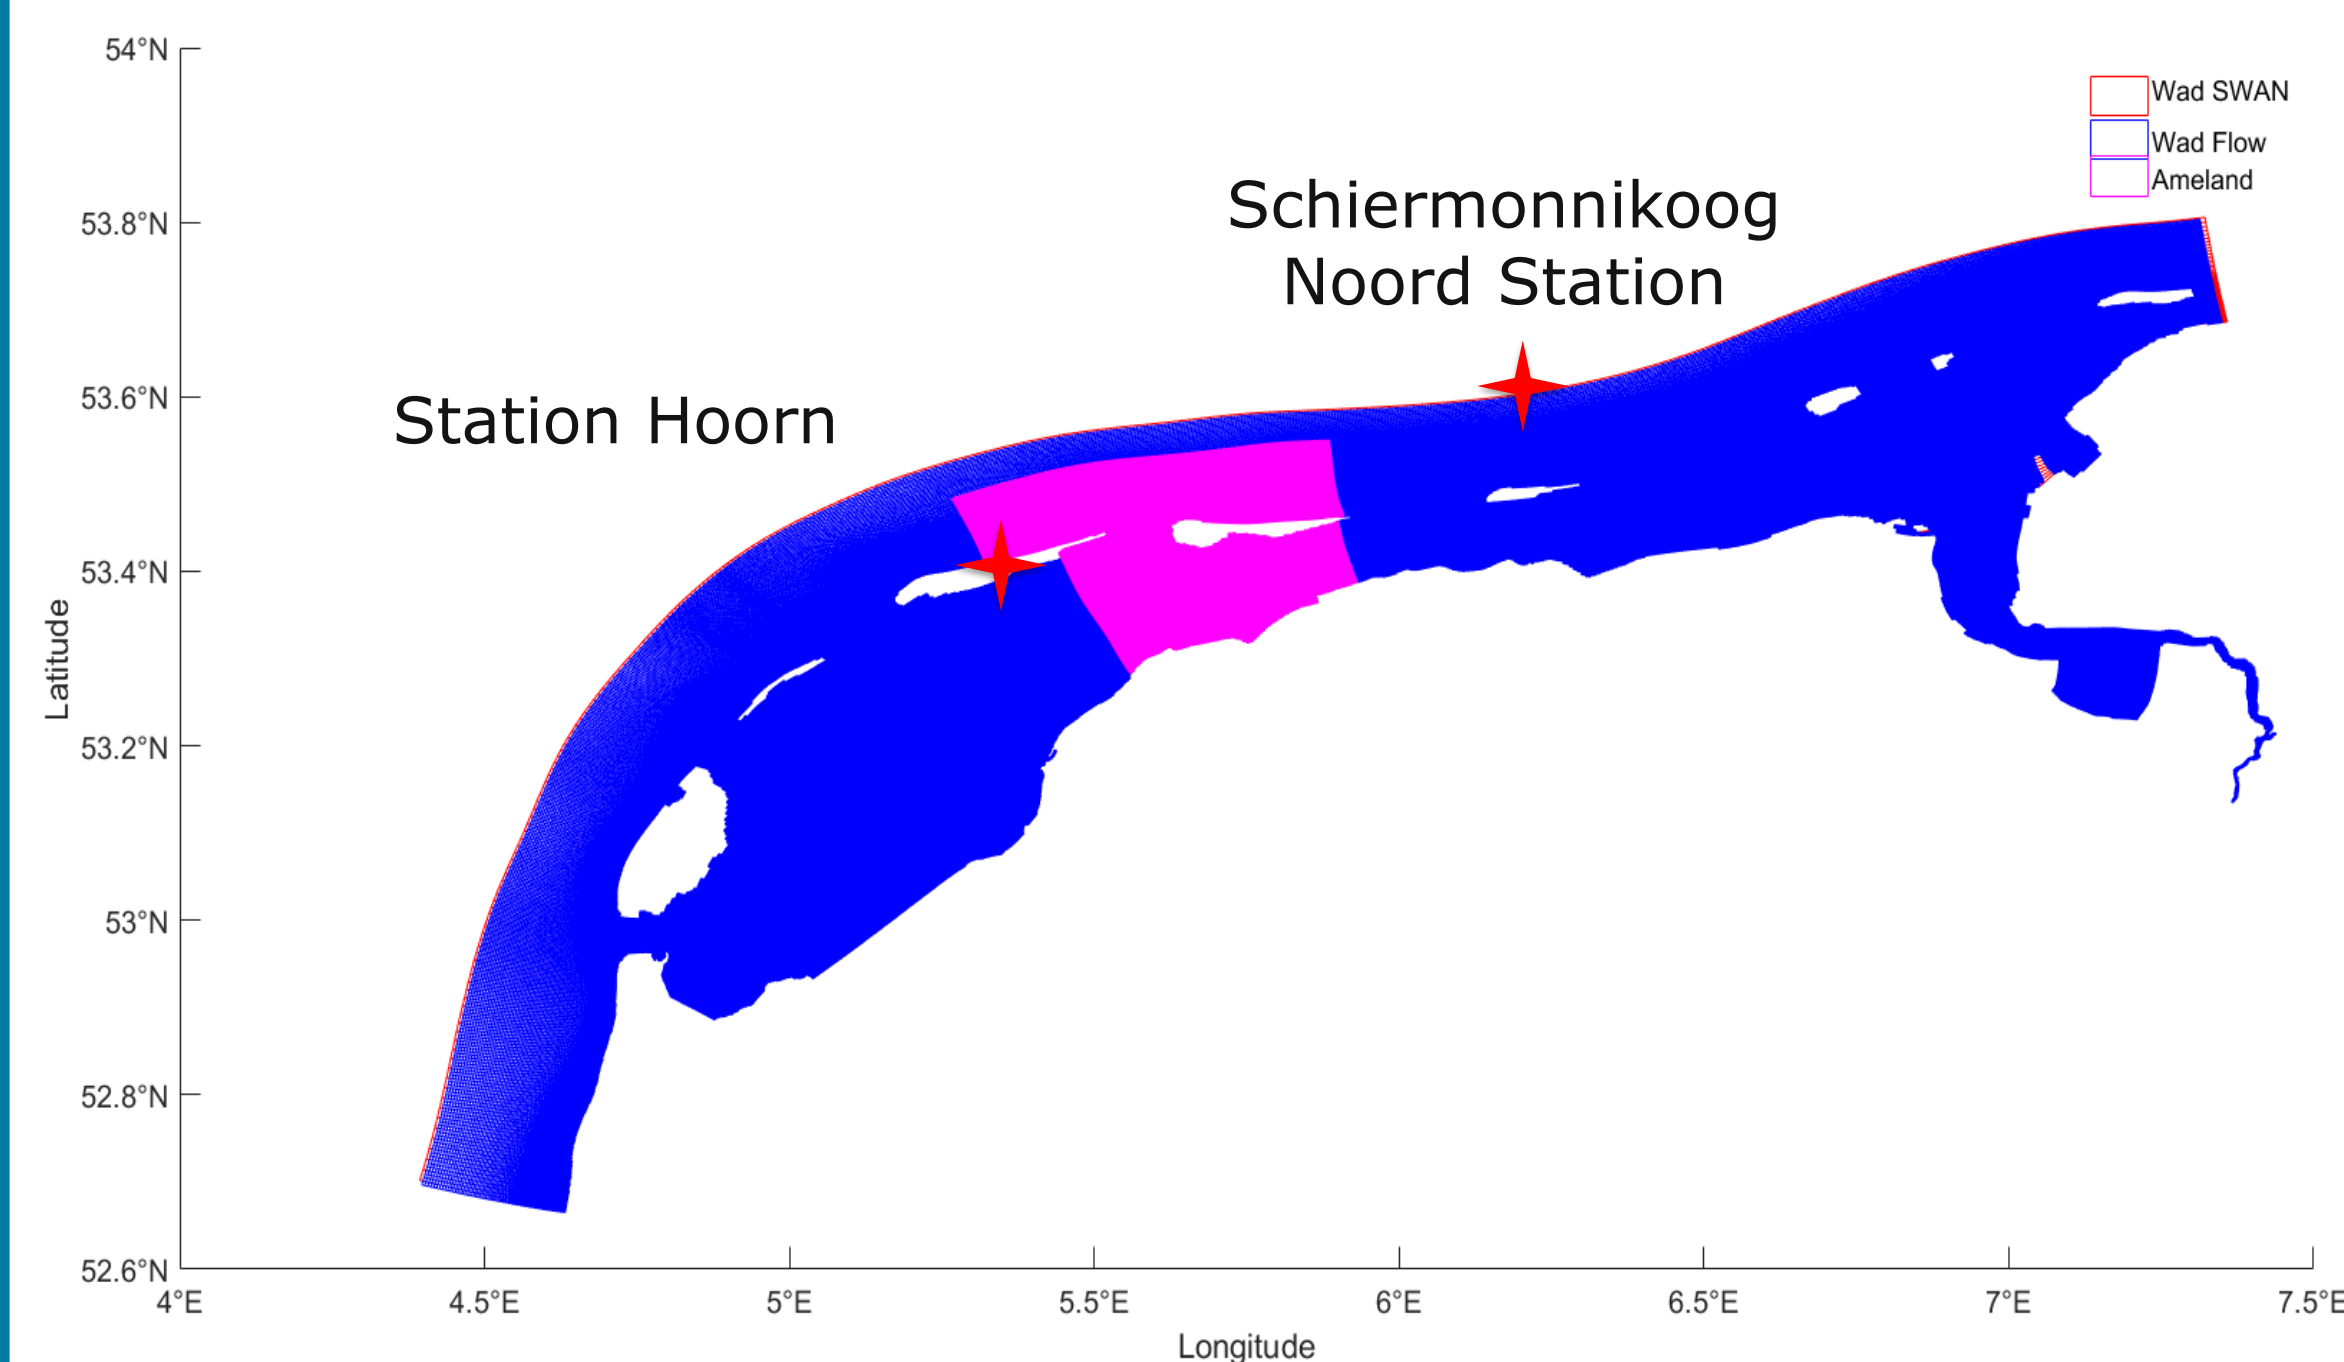 54°N
Wad SWAN
Wad Flow
Ameland
Schiermonnikoog
Noord Station
53.8°N
53.6°N
Station Hoorn
53.4°N
Latitude
53.2°N
53°N
52.8°N
52.6°N
4°E 4.5°E 5°E 5.5°E 6°E 6.5°E 7°E 7.5°E
Longitude